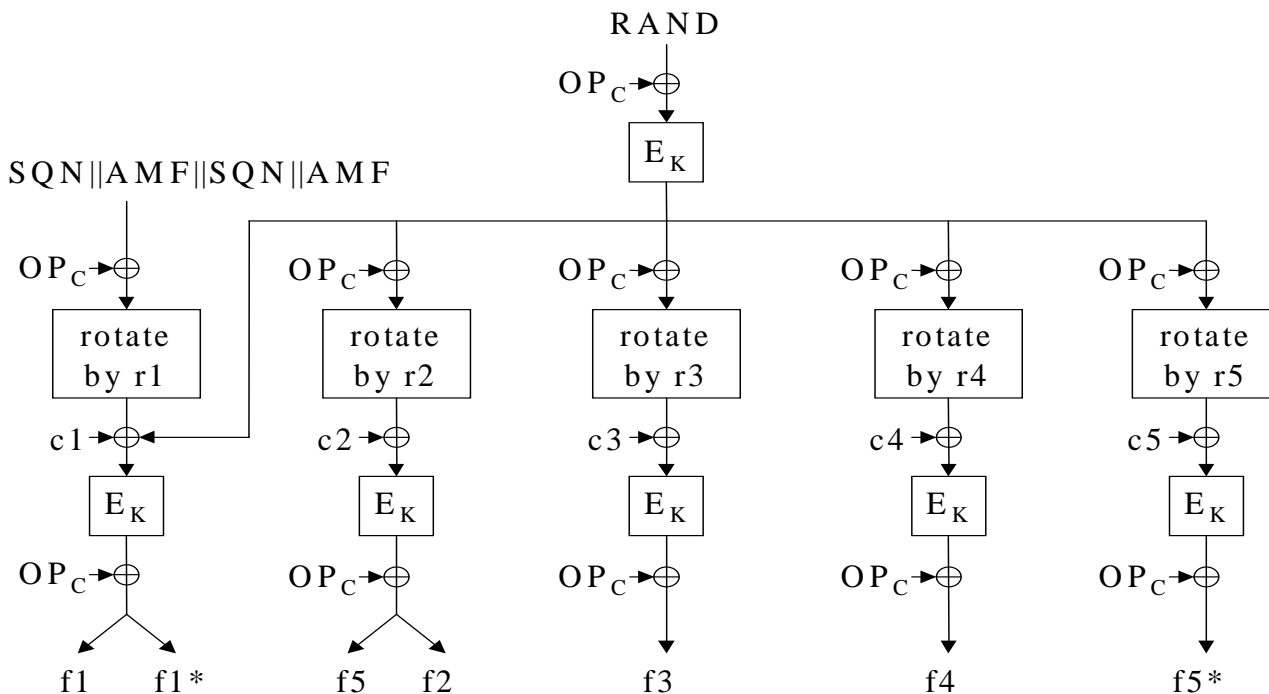 RAND
OPC
EK
SQN||AMF||SQN||AMF
OPC OPC OPC OPC OPC
rotate by r1
rotate by r2
rotate by r3
rotate by r4
rotate by r5
c1 c2 c3 c4 c5
EK EK EK EK EK
OPC OPC OPC OPC OPC
f1 f1* f5 f2 f3 f4 f5*